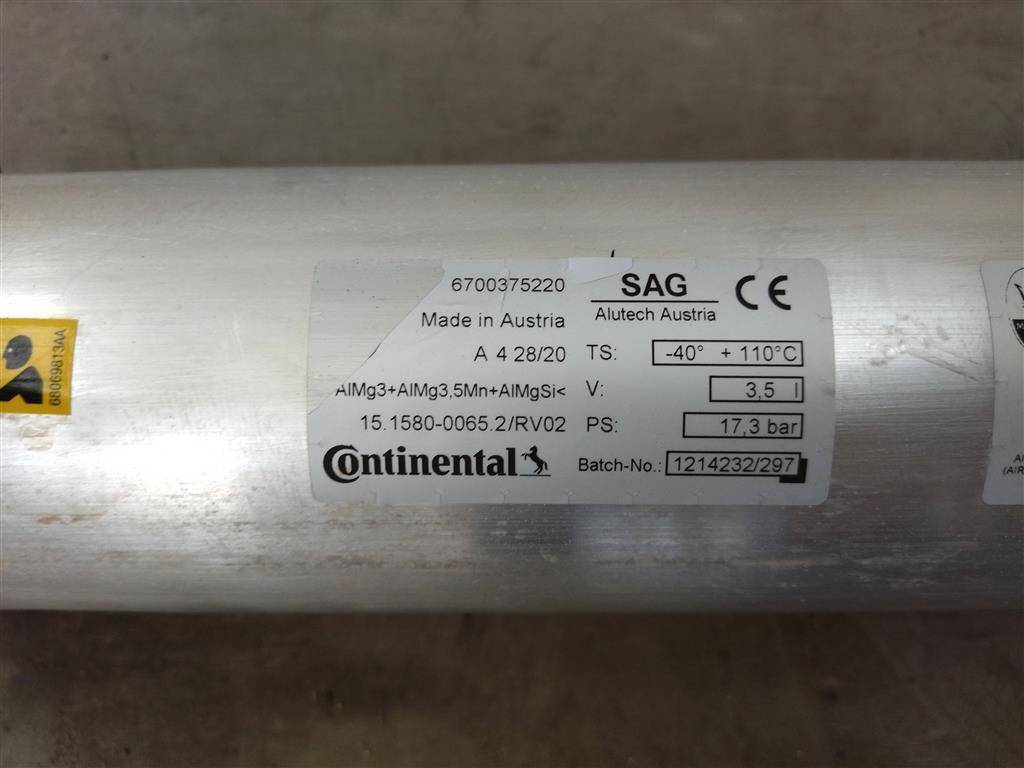 6700375220
SAG
CE
Alutech Austria
Made in Austria
A 4 28/20
TS: -40° + 110°C
AlMg3+AlMg3,5Mn+AlMgSi<
V: 3,5 l
15.1580-0065.2/RV02
PS: 17,3 bar
Continental
Batch-No.: 1214232/297
68069813AA
(AIR